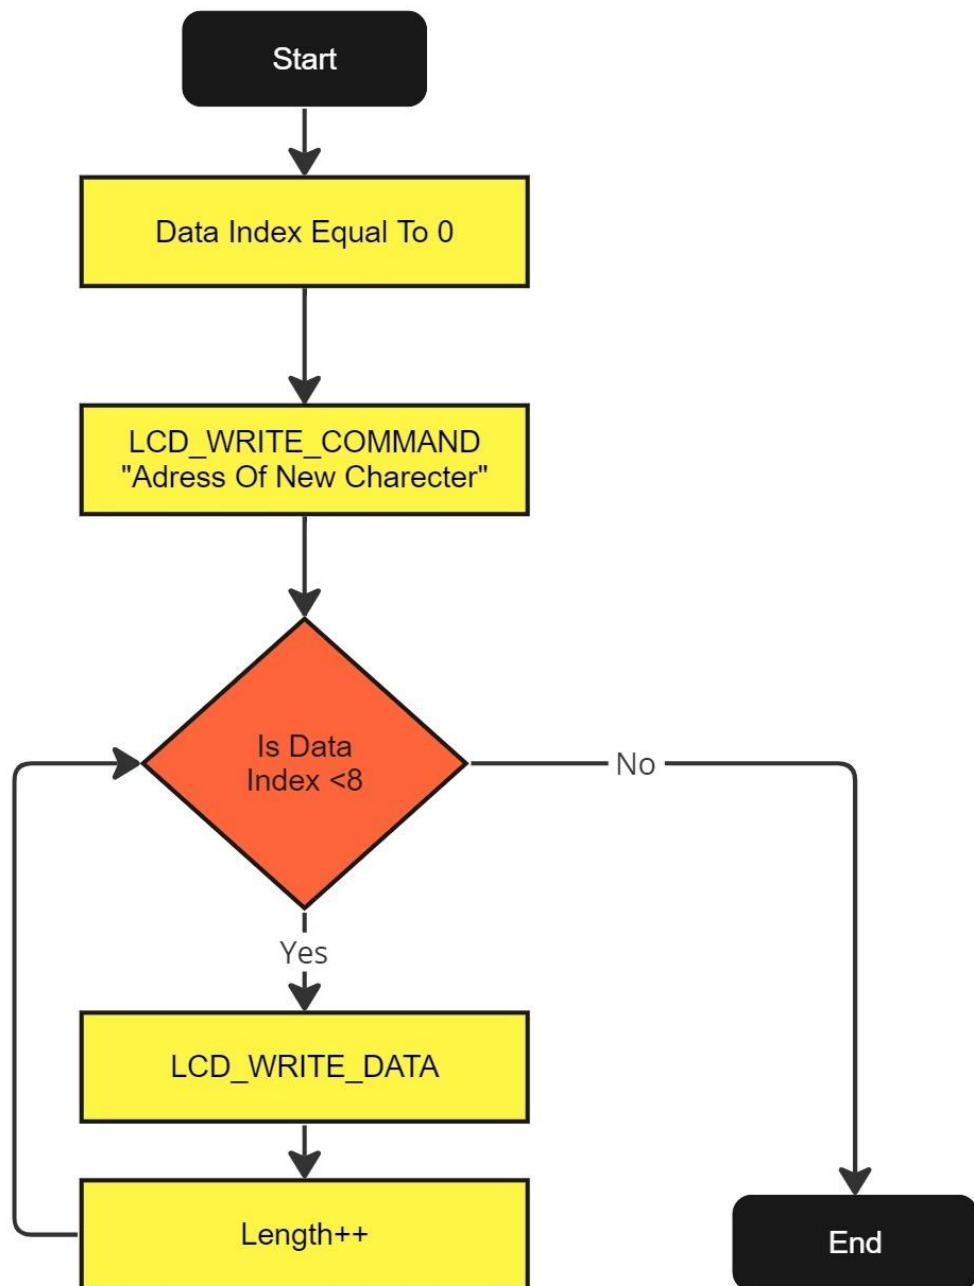 Start
Data Index Equal To 0
LCD_WRITE_COMMAND
"Adress Of New Charecter"
Is Data
Index <8
No
Yes
LCD_WRITE_DATA
Length++
End